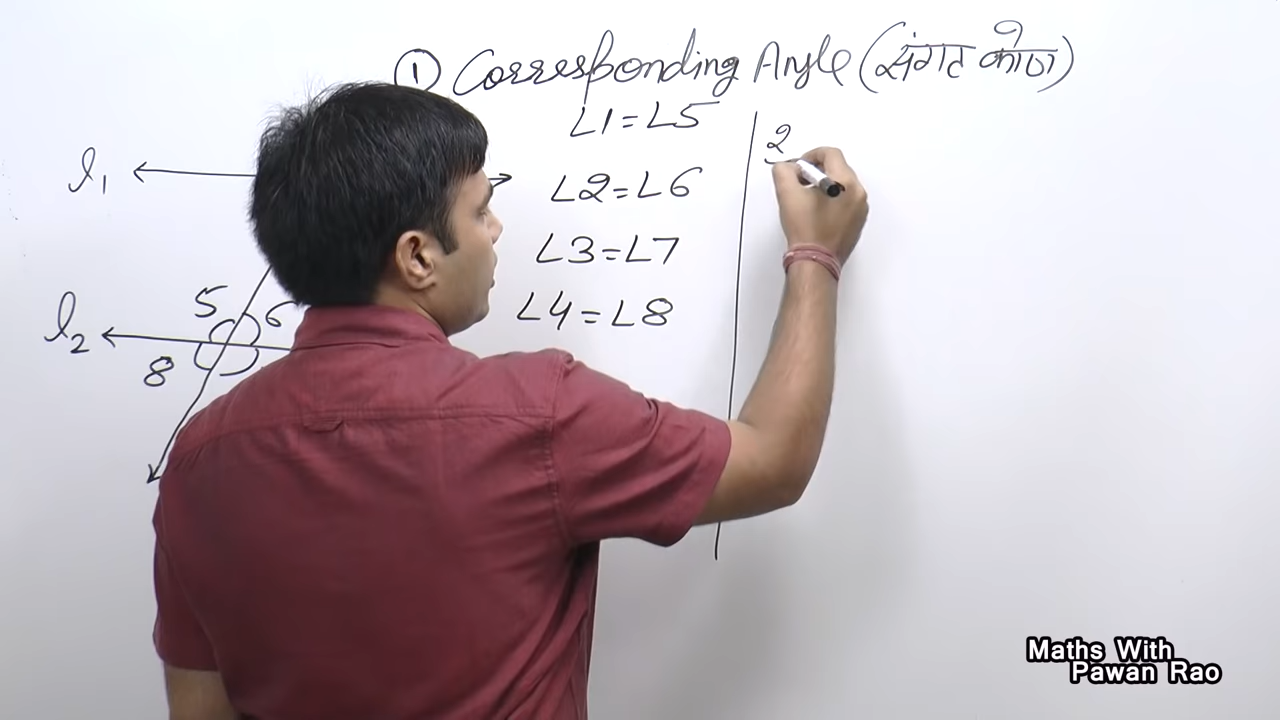 ① Corresponding Angle (संगत कोण)
∠1=∠5
∠2=∠6
∠3=∠7
∠4=∠8
2
l₁
5 6
l₂
8
Maths With
Pawan Rao